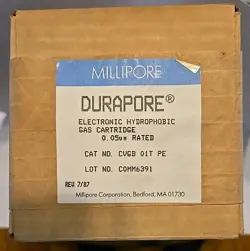 MILLIPORE
DURAPORE®
ELECTRONIC HYDROPHOBIC
GAS CARTRIDGE
0.05um RATED
CAT NO. CVGB 01T PE
LOT NO. COMM6391
REV 7/87
Millipore Corporation, Bedford, MA 01730